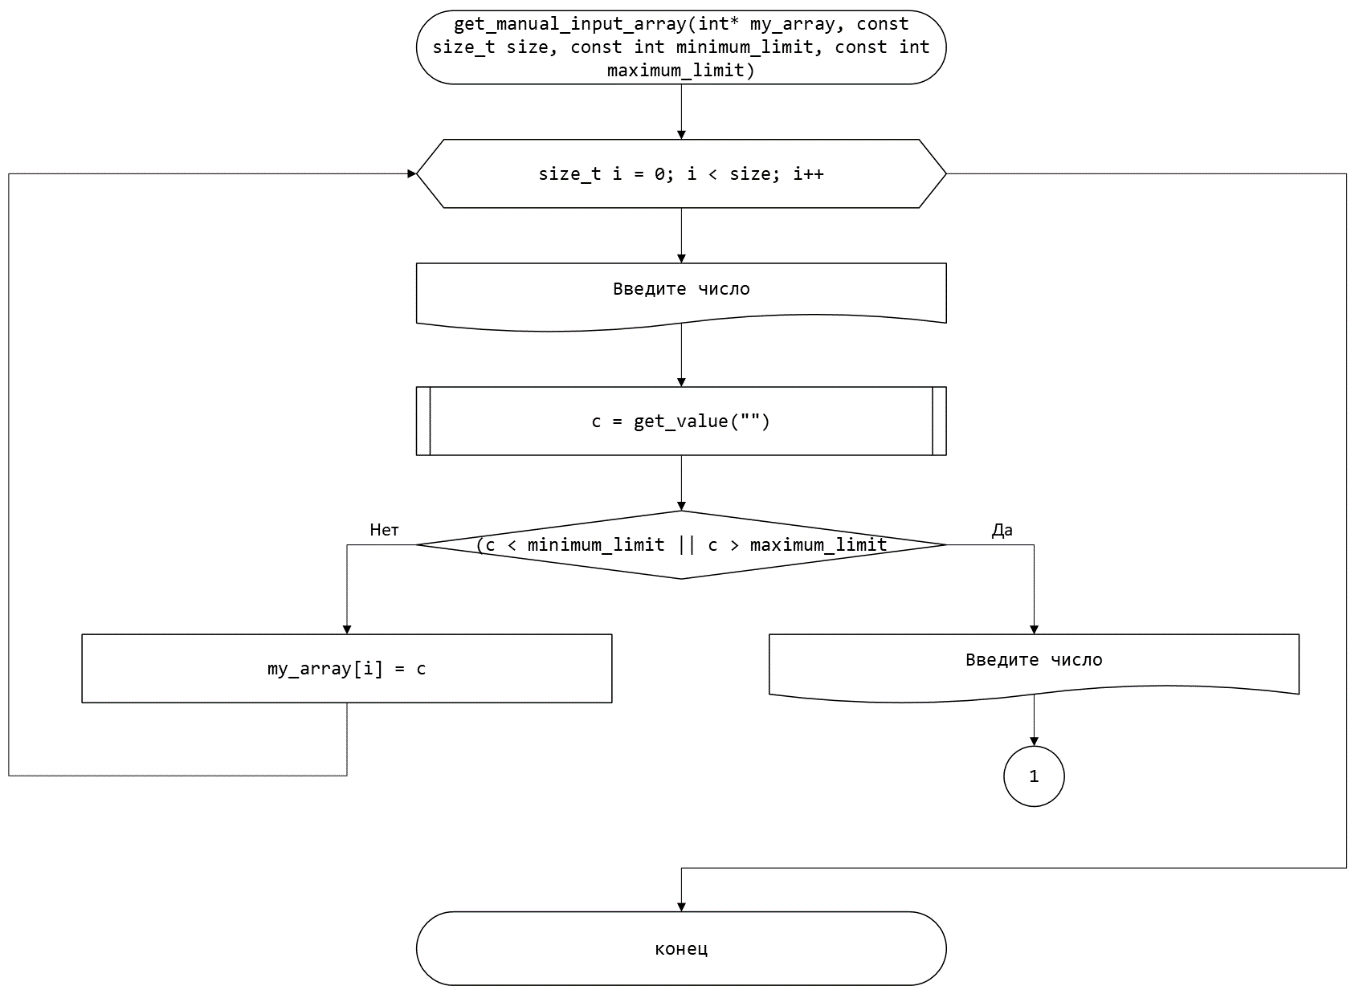 get_manual_input_array(int* my_array, const
size_t size, const int minimum_limit, const int
maximum_limit)
size_t i = 0; i < size; i++
Введите число
c = get_value("")
Нет
(c < minimum_limit || c > maximum_limit
Да
my_array[i] = c
Введите число
1
конец